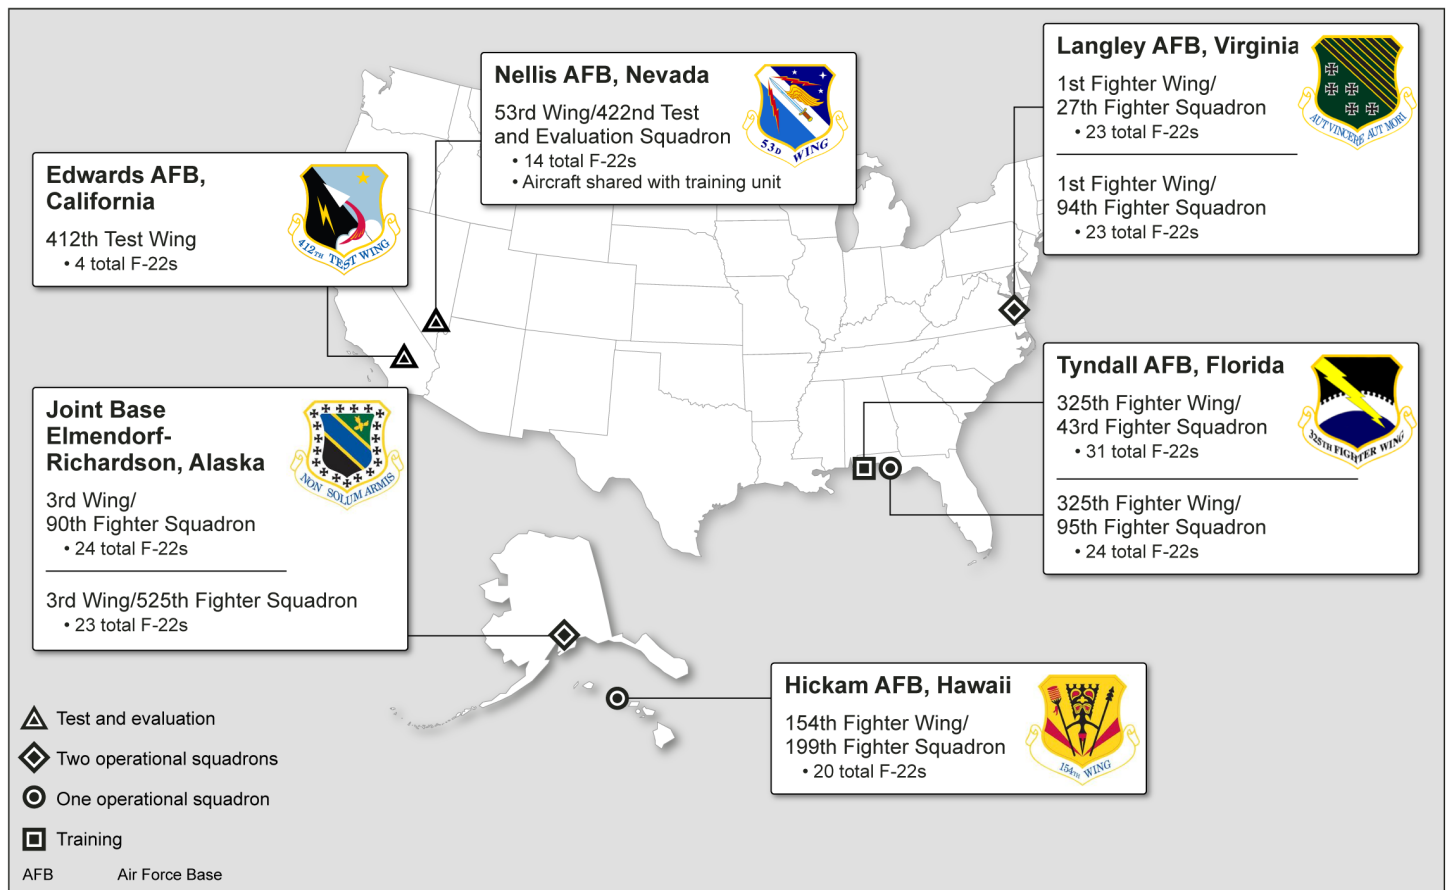 Nellis AFB, Nevada
53rd Wing/422nd Test
and Evaluation Squadron
• 14 total F-22s
• Aircraft shared with training unit
53D WING
Langley AFB, Virginia
1st Fighter Wing/
27th Fighter Squadron
• 23 total F-22s
1st Fighter Wing/
94th Fighter Squadron
• 23 total F-22s
AUT VINCERE AUT MORI
Edwards AFB,
California
412th Test Wing
• 4 total F-22s
412TH TEST WING
Tyndall AFB, Florida
325th Fighter Wing/
43rd Fighter Squadron
• 31 total F-22s
325th Fighter Wing/
95th Fighter Squadron
• 24 total F-22s
325TH FIGHTER WING
Joint Base
Elmendorf-
Richardson, Alaska
3rd Wing/
90th Fighter Squadron
• 24 total F-22s
3rd Wing/525th Fighter Squadron
• 23 total F-22s
NON SOLUM ARMIS
Hickam AFB, Hawaii
154th Fighter Wing/
199th Fighter Squadron
• 20 total F-22s
154TH WING
Test and evaluation
Two operational squadrons
One operational squadron
Training
AFB Air Force Base